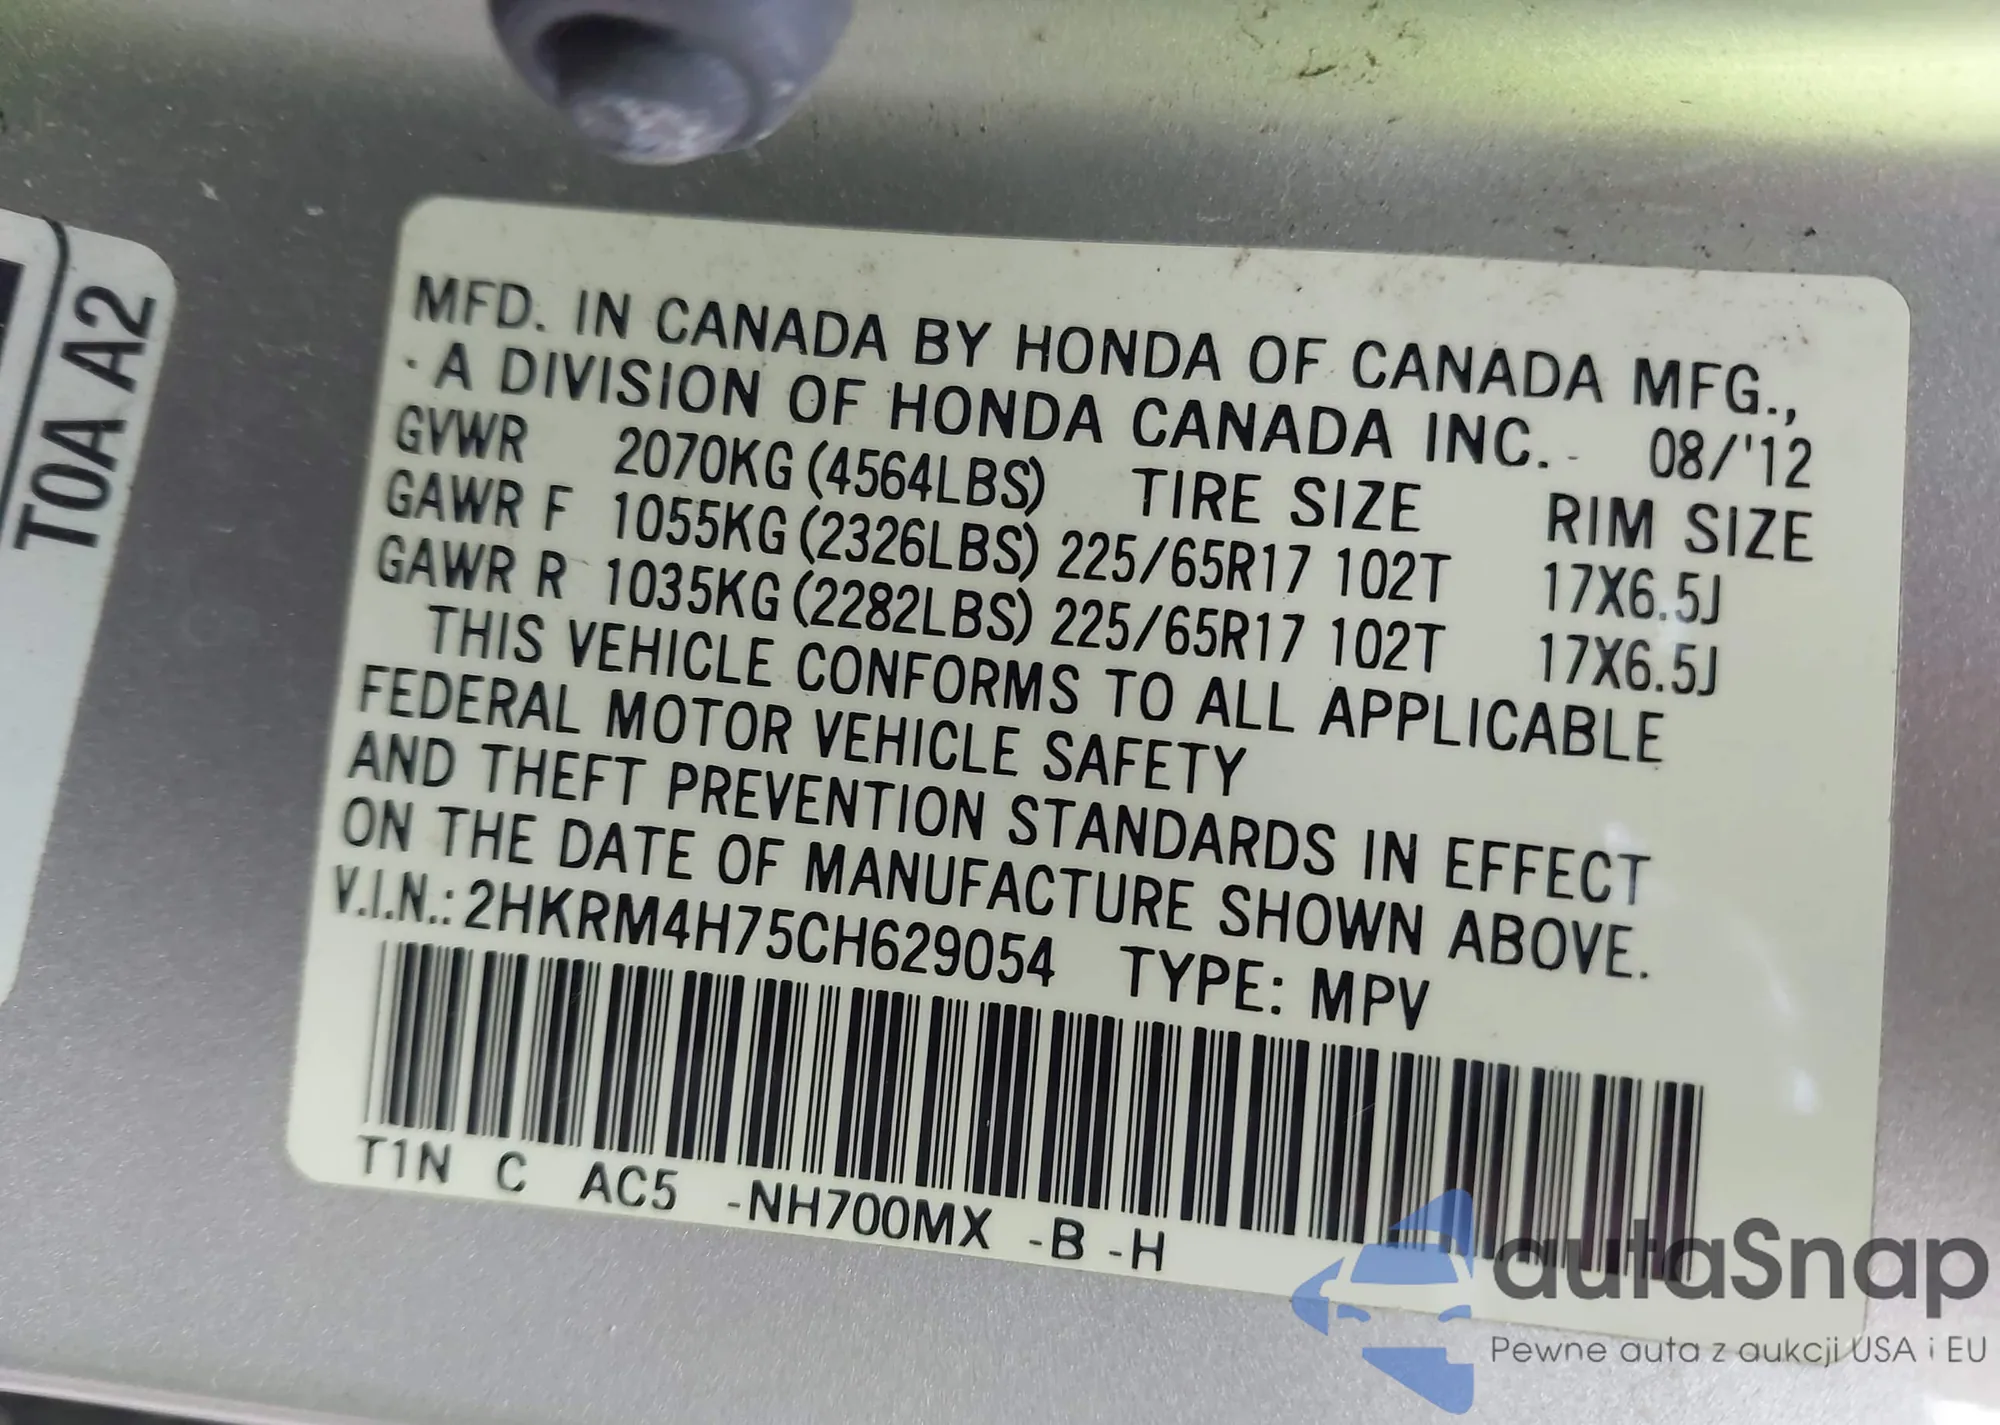 MFD. IN CANADA BY HONDA OF CANADA MFG.,
A DIVISION OF HONDA CANADA INC. 08/'12
GVWR 2070KG (4564LBS) TIRE SIZE RIM SIZE
GAWR F 1055KG (2326LBS) 225/65R17 102T 17X6.5J
GAWR R 1035KG (2282LBS) 225/65R17 102T 17X6.5J
THIS VEHICLE CONFORMS TO ALL APPLICABLE
FEDERAL MOTOR VEHICLE SAFETY
AND THEFT PREVENTION STANDARDS IN EFFECT
ON THE DATE OF MANUFACTURE SHOWN ABOVE.
V.I.N.: 2HKRM4H75CH629054 TYPE: MPV
T1N C AC5 -NH700MX -B -H
T0A A2
autaSnap
Pewne auta z aukcji USA i EU